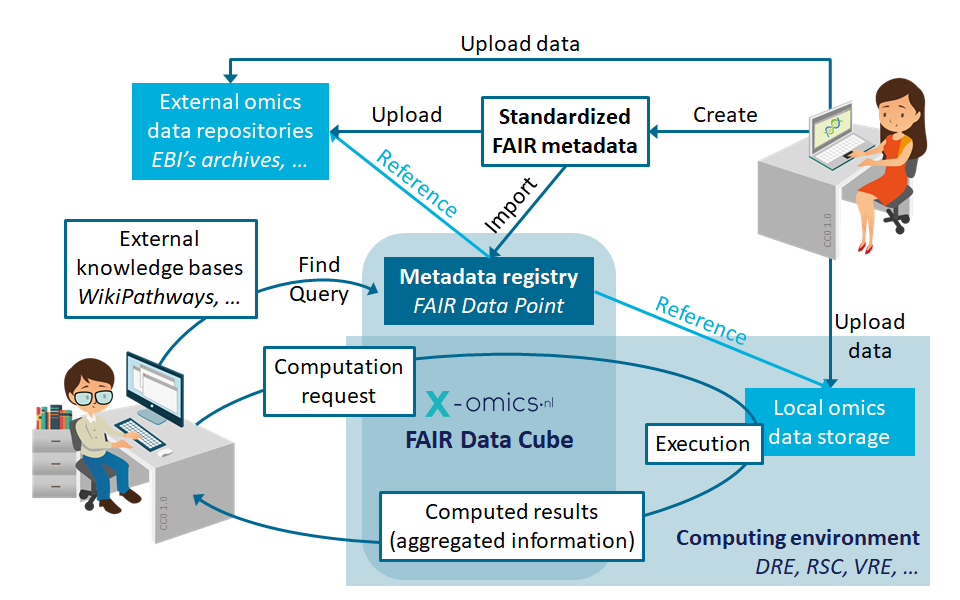 Upload data
External omics
data repositories
EBI's archives, ...
Upload
Standardized
FAIR metadata
Create
CC0 1.0
Reference
Import
External
knowledge bases
WikiPathways, ...
Find
Query
Metadata registry
FAIR Data Point
Reference
Upload
data
Computation
request
X-omics.nl
FAIR Data Cube
Local omics
data storage
Execution
CC0 1.0
Computed results
(aggregated information)
Computing environment
DRE, RSC, VRE, ...